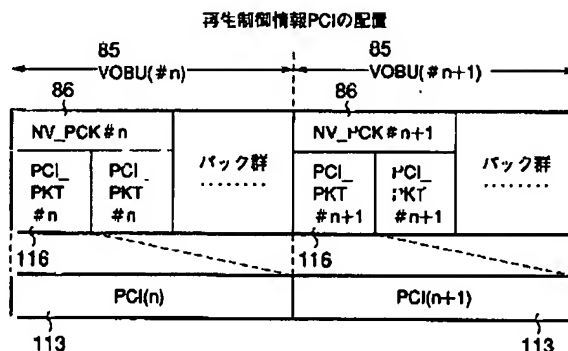 再生制御情報PCIの配置
85 85
VOBU(#n) VOBU(#n+1)
86 86
NV_PCK#n NV_PCK#n+1
PCI_ PCI_ パック群 PCI_ PCI_ パック群
PKT PKT ‥‥‥‥ PKT PKT ‥‥‥‥
#n #n #n+1 #n+1
116 116
PCI(n) PCI(n+1)
113 113